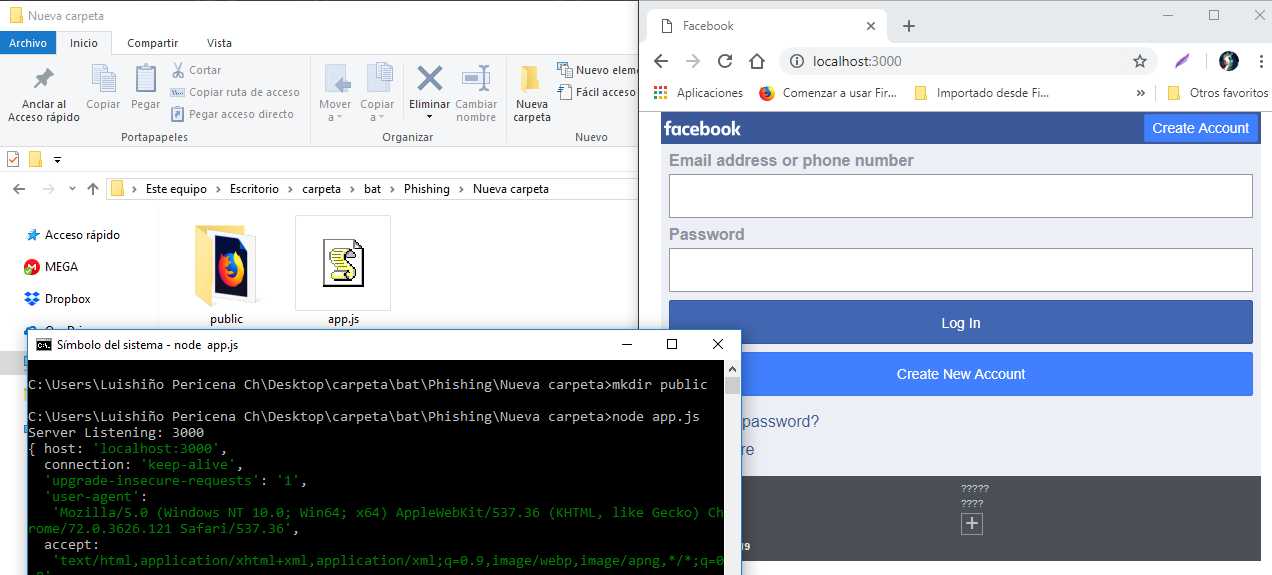 Nueva carpeta
Archivo Inicio Compartir Vista
Anclar al
Acceso rápido
Copiar
Pegar
Cortar
Copiar ruta de acceso
Pegar acceso directo
Portapapeles
Mover
a
Copiar
a
Eliminar
Cambiar
nombre
Organizar
Nueva
carpeta
Nuevo
Fácil acceso
Nuevo
Este equipo > Escritorio > carpeta > bat > Phishing > Nueva carpeta
Acceso rápido
MEGA
Dropbox
public
app.js
Símbolo del sistema - node app.js
C:\Users\Luishiño Pericena Ch\Desktop\carpeta\bat\Phishing\Nueva carpeta>mkdir public
C:\Users\Luishiño Pericena Ch\Desktop\carpeta\bat\Phishing\Nueva carpeta>node app.js
Server Listening: 3000
{ host: 'localhost:3000',
connection: 'keep-alive',
'upgrade-insecure-requests': '1',
'user-agent':
'Mozilla/5.0 (Windows NT 10.0; Win64; x64) AppleWebKit/537.36 (KHTML, like Gecko) Ch
rome/72.0.3626.121 Safari/537.36',
accept:
'text/html,application/xhtml+xml,application/xml;q=0.9,image/webp,image/apng,*/*;q=0
Facebook
localhost:3000
Aplicaciones
Comenzar a usar Fir...
Importado desde Fi...
»
Otros favoritos
facebook
Create Account
Email address or phone number
Password
Log In
Create New Account
password?
?????
????
+